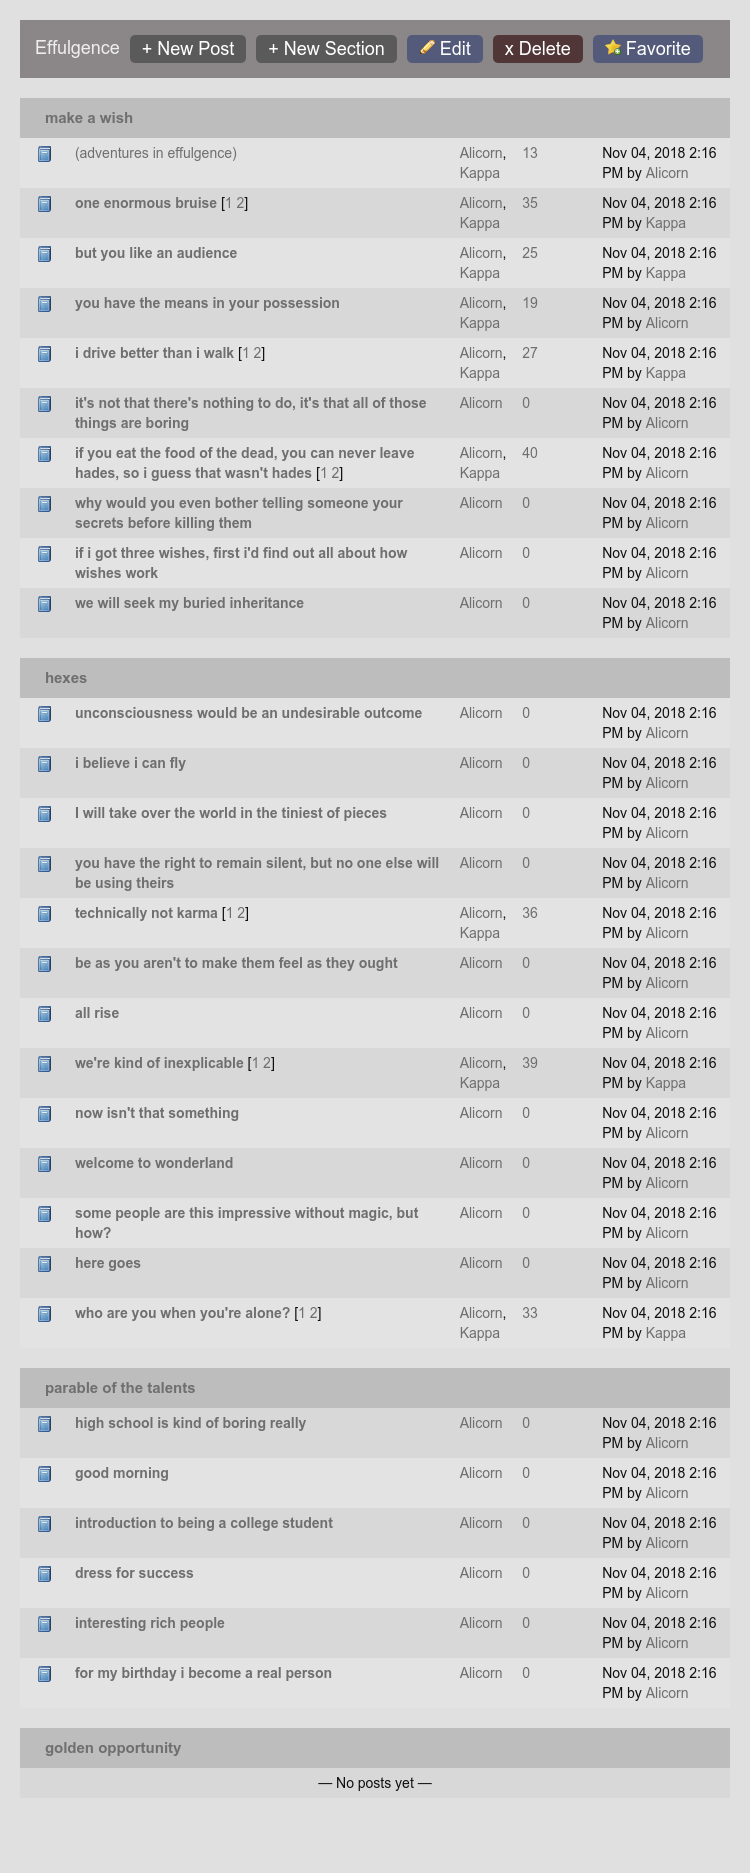 Effulgence + New Post + New Section Edit x Delete Favorite
make a wish
(adventures in effulgence) Alicorn, 13 Nov 04, 2018 2:16
Kappa PM by Alicorn
one enormous bruise [1 2] Alicorn, 35 Nov 04, 2018 2:16
Kappa PM by Kappa
but you like an audience Alicorn, 25 Nov 04, 2018 2:16
Kappa PM by Kappa
you have the means in your possession Alicorn, 19 Nov 04, 2018 2:16
Kappa PM by Alicorn
i drive better than i walk [1 2] Alicorn, 27 Nov 04, 2018 2:16
Kappa PM by Kappa
it's not that there's nothing to do, it's that all of those Alicorn 0 Nov 04, 2018 2:16
things are boring PM by Alicorn
if you eat the food of the dead, you can never leave Alicorn, 40 Nov 04, 2018 2:16
hades, so i guess that wasn't hades [1 2] Kappa PM by Alicorn
why would you even bother telling someone your Alicorn 0 Nov 04, 2018 2:16
secrets before killing them PM by Alicorn
if i got three wishes, first i'd find out all about how Alicorn 0 Nov 04, 2018 2:16
wishes work PM by Alicorn
we will seek my buried inheritance Alicorn 0 Nov 04, 2018 2:16
PM by Alicorn
hexes
unconsciousness would be an undesirable outcome Alicorn 0 Nov 04, 2018 2:16
PM by Alicorn
i believe i can fly Alicorn 0 Nov 04, 2018 2:16
PM by Alicorn
I will take over the world in the tiniest of pieces Alicorn 0 Nov 04, 2018 2:16
PM by Alicorn
you have the right to remain silent, but no one else will Alicorn 0 Nov 04, 2018 2:16
be using theirs PM by Alicorn
technically not karma [1 2] Alicorn, 36 Nov 04, 2018 2:16
Kappa PM by Alicorn
be as you aren't to make them feel as they ought Alicorn 0 Nov 04, 2018 2:16
PM by Alicorn
all rise Alicorn 0 Nov 04, 2018 2:16
PM by Alicorn
we're kind of inexplicable [1 2] Alicorn, 39 Nov 04, 2018 2:16
Kappa PM by Kappa
now isn't that something Alicorn 0 Nov 04, 2018 2:16
PM by Alicorn
welcome to wonderland Alicorn 0 Nov 04, 2018 2:16
PM by Alicorn
some people are this impressive without magic, but Alicorn 0 Nov 04, 2018 2:16
how? PM by Alicorn
here goes Alicorn 0 Nov 04, 2018 2:16
PM by Alicorn
who are you when you're alone? [1 2] Alicorn, 33 Nov 04, 2018 2:16
Kappa PM by Kappa
parable of the talents
high school is kind of boring really Alicorn 0 Nov 04, 2018 2:16
PM by Alicorn
good morning Alicorn 0 Nov 04, 2018 2:16
PM by Alicorn
introduction to being a college student Alicorn 0 Nov 04, 2018 2:16
PM by Alicorn
dress for success Alicorn 0 Nov 04, 2018 2:16
PM by Alicorn
interesting rich people Alicorn 0 Nov 04, 2018 2:16
PM by Alicorn
for my birthday i become a real person Alicorn 0 Nov 04, 2018 2:16
PM by Alicorn
golden opportunity
— No posts yet —